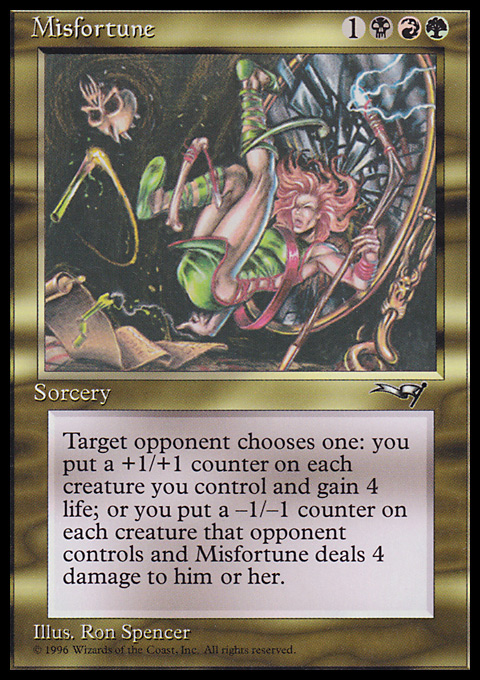 Misfortune 1
Sorcery
Target opponent chooses one: you
put a +1/+1 counter on each
creature you control and gain 4
life; or you put a –1/–1 counter on
each creature that opponent
controls and Misfortune deals 4
damage to him or her.
Illus. Ron Spencer
© 1996 Wizards of the Coast, Inc. All rights reserved.